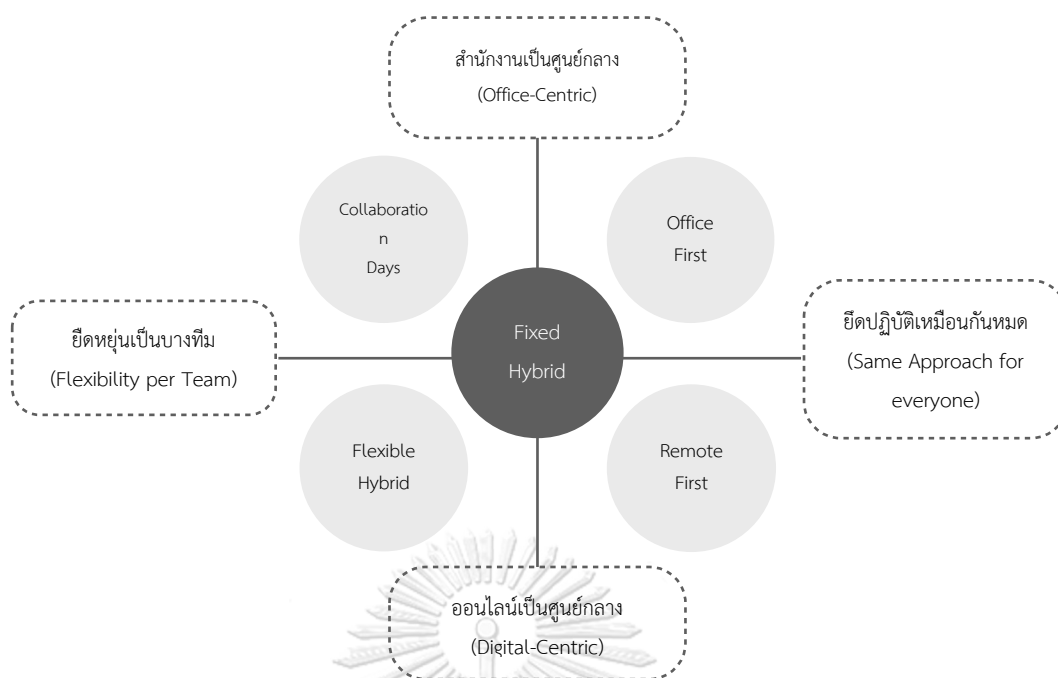 สำนักงานเป็นศูนย์กลาง
(Office-Centric)
Collaboratio
n
Days
Office
First
ยืดหยุ่นเป็นบางทีม
(Flexibility per Team)
Fixed
Hybrid
ยึดปฏิบัติเหมือนกันหมด
(Same Approach for
everyone)
Flexible
Hybrid
Remote
First
ออนไลน์เป็นศูนย์กลาง
(Digital-Centric)